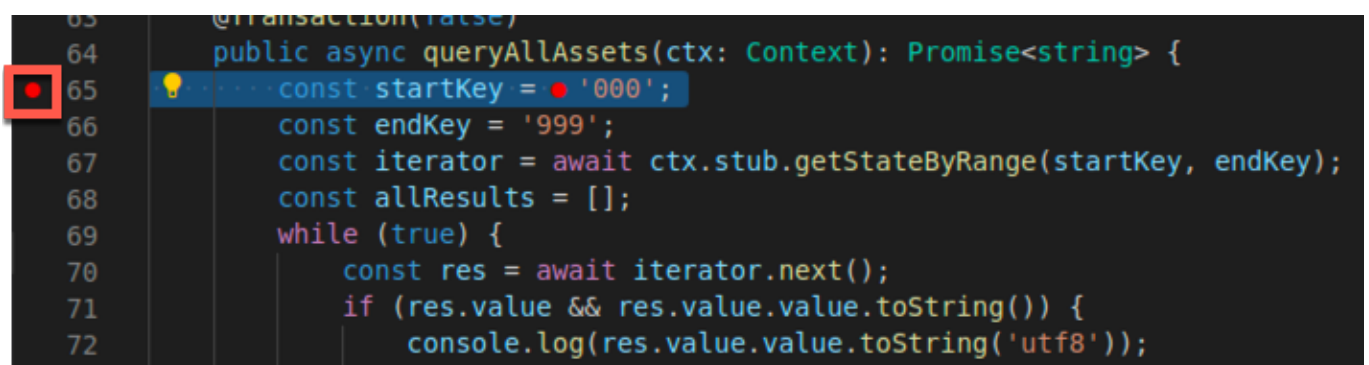 63 @Transaction(false)
64 public async queryAllAssets(ctx: Context): Promise<string> {
65 const startKey = '000';
66 const endKey = '999';
67 const iterator = await ctx.stub.getStateByRange(startKey, endKey);
68 const allResults = [];
69 while (true) {
70 const res = await iterator.next();
71 if (res.value && res.value.value.toString()) {
72 console.log(res.value.value.toString('utf8'));